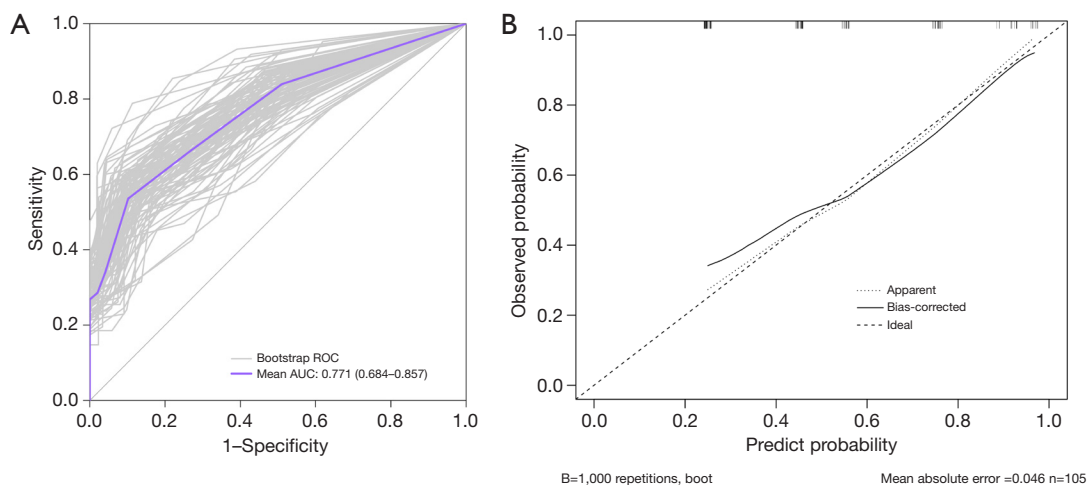 A
1.0
0.8
0.6
0.4
0.2
0.0
Sensitivity
Bootstrap ROC
Mean AUC: 0.771 (0.684–0.857)
0.0 0.2 0.4 0.6 0.8 1.0
1–Specificity
B
1.0
0.8
0.6
0.4
0.2
0.0
Observed probability
Apparent
Bias-corrected
Ideal
0.0 0.2 0.4 0.6 0.8 1.0
Predict probability
B=1,000 repetitions, boot
Mean absolute error =0.046 n=105